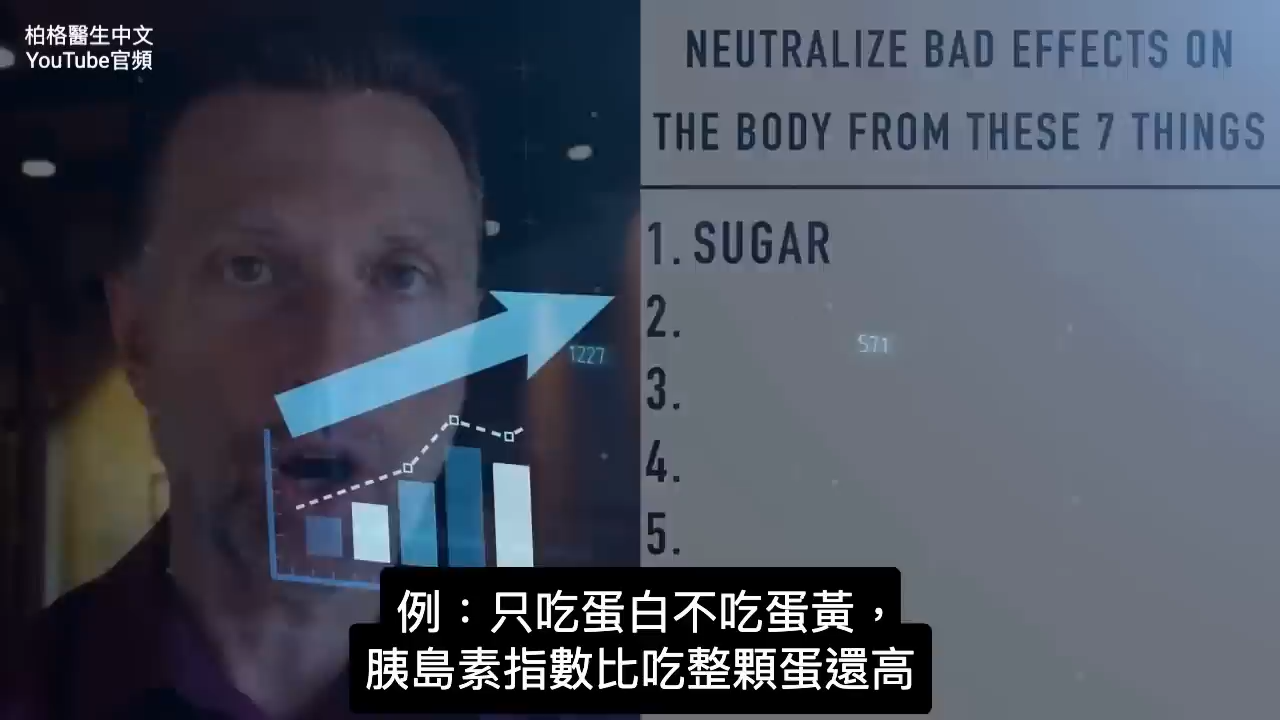 柏格醫生中文
YouTube官頻
NEUTRALIZE BAD EFFECTS ON
THE BODY FROM THESE 7 THINGS
1. SUGAR
2.
3.
4.
5.
1227
571
例：只吃蛋白不吃蛋黃，
胰島素指數比吃整顆蛋還高